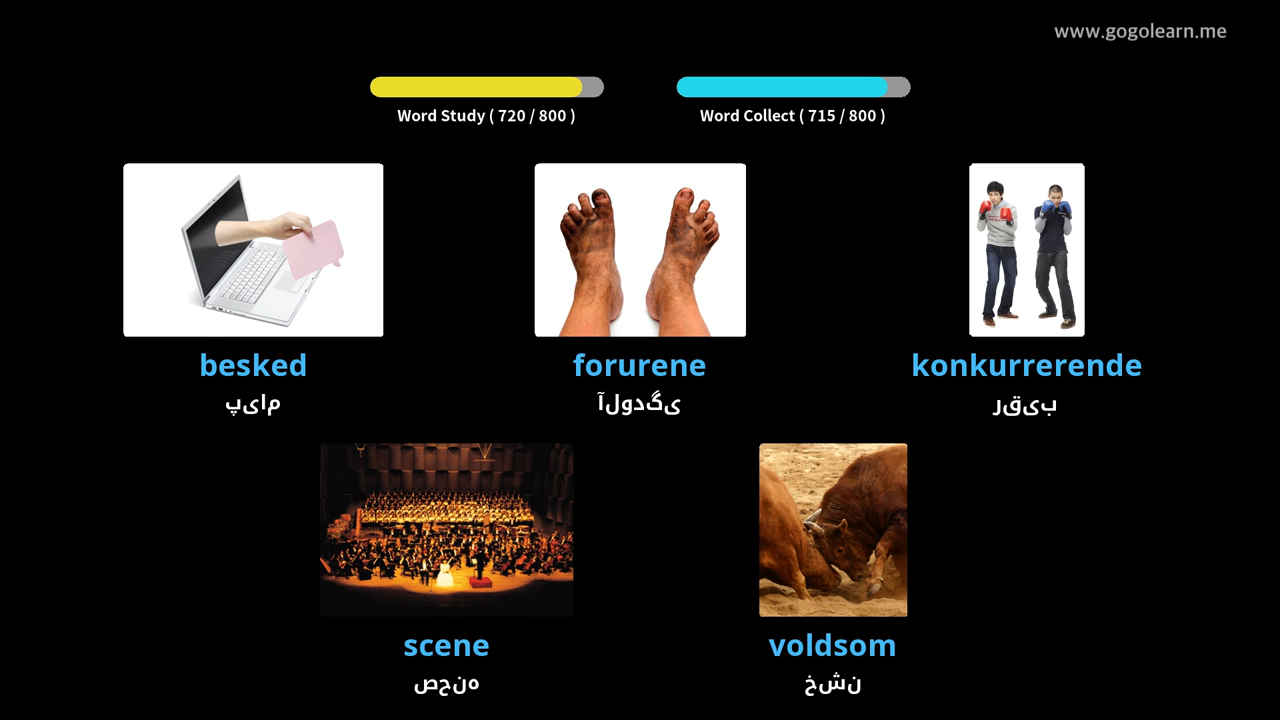 www.gogolearn.me
Word Study ( 720 / 800 )
Word Collect ( 715 / 800 )
besked
پیام
forurene
آلودگی
konkurrerende
رقیب
scene
صحنه
voldsom
خشن